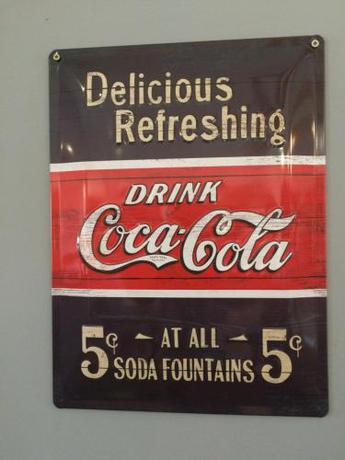 Delicious
Refreshing
DRINK
Coca-Cola
5¢ - AT ALL - 5¢
SODA FOUNTAINS